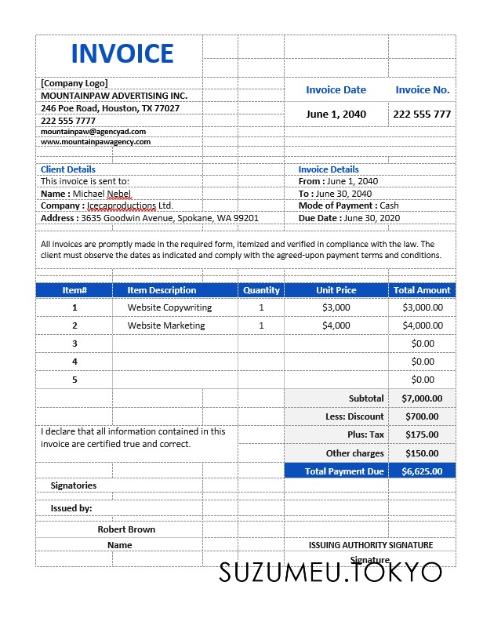 INVOICE
[Company Logo]
MOUNTAINPAW ADVERTISING INC.
246 Poe Road, Houston, TX 77027
222 555 7777
mountainpaw@agencyad.com
www.mountainpawagency.com
Invoice Date Invoice No.
June 1, 2040 222 555 777
Client Details
This invoice is sent to:
Name : Michael Nebel
Company : Icecaproductions Ltd.
Address : 3635 Goodwin Avenue, Spokane, WA 99201
Invoice Details
From : June 1, 2040
To : June 30, 2040
Mode of Payment : Cash
Due Date : June 30, 2020
All invoices are promptly made in the required form, itemized and verified in compliance with the law. The
client must observe the dates as indicated and comply with the agreed-upon payment terms and conditions.
Item# Item Description Quantity Unit Price Total Amount
1 Website Copywriting 1 $3,000 $3,000.00
2 Website Marketing 1 $4,000 $4,000.00
3 $0.00
4 $0.00
5 $0.00
Subtotal $7,000.00
Less: Discount $700.00
Plus: Tax $175.00
Other charges $150.00
Total Payment Due $6,625.00
I declare that all information contained in this
invoice are certified true and correct.
Signatories
Issued by:
Robert Brown
Name
ISSUING AUTHORITY SIGNATURE
Signature
SUZUMEU.TOKYO